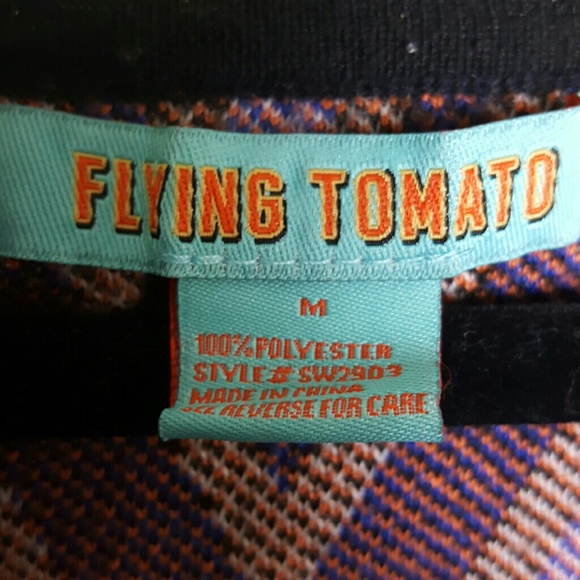 FLYING TOMATO
M
100% POLYESTER
STYLE# SW2903
MADE IN CHINA
SEE REVERSE FOR CARE